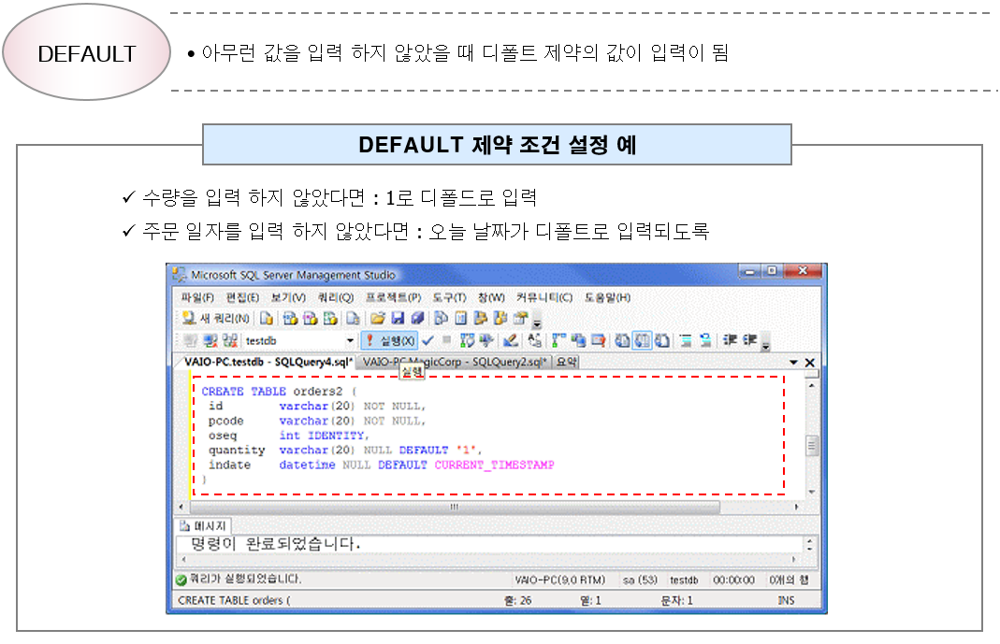 DEFAULT
• 아무런 값을 입력 하지 않았을 때 디폴트 제약의 값이 입력이 됨
DEFAULT 제약 조건 설정 예
✓ 수량을 입력 하지 않았다면 : 1로 디폴드로 입력
✓ 주문 일자를 입력 하지 않았다면 : 오늘 날짜가 디폴트로 입력되도록
Microsoft SQL Server Management Studio
파일(F) 편집(E) 보기(V) 쿼리(Q) 프로젝트(P) 도구(T) 창(W) 커뮤니티(C) 도움말(H)
새 쿼리(N)
testdb 실행(X)
VAIO-PC.testdb - SQLQuery4.sql* VAIO-PC.MagicCorp - SQLQuery2.sql* 요약
실행
CREATE TABLE orders2 (
id varchar(20) NOT NULL,
pcode varchar(20) NOT NULL,
oseq int IDENTITY,
quantity varchar(20) NULL DEFAULT '1',
indate datetime NULL DEFAULT CURRENT_TIMESTAMP
)
메시지
명령이 완료되었습니다.
쿼리가 실행되었습니다. VAIO-PC(9,0 RTM) sa (53) testdb 00:00:00 0개의 행
CREATE TABLE orders ( 줄: 26 열: 1 문자: 1 INS